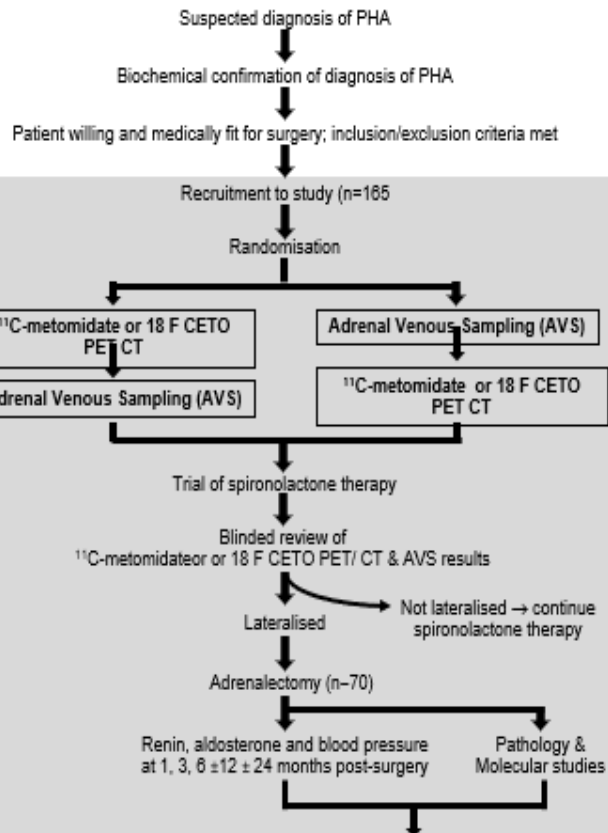 Suspected diagnosis of PHA
Biochemical confirmation of diagnosis of PHA
Patient willing and medically fit for surgery; inclusion/exclusion criteria met
Recruitment to study (n=165
Randomisation
¹¹C-metomidate or 18 F CETO
PET CT
drenal Venous Sampling (AVS)
Adrenal Venous Sampling (AVS)
¹¹C-metomidate or 18 F CETO
PET CT
Trial of spironolactone therapy
Blinded review of
¹¹C-metomidateor or 18 F CETO PET/ CT & AVS results
Not lateralised → continue
spironolactone therapy
Lateralised
Adrenalectomy (n–70)
Renin, aldosterone and blood pressure
at 1, 3, 6 ±12 ± 24 months post-surgery
Pathology &
Molecular studies